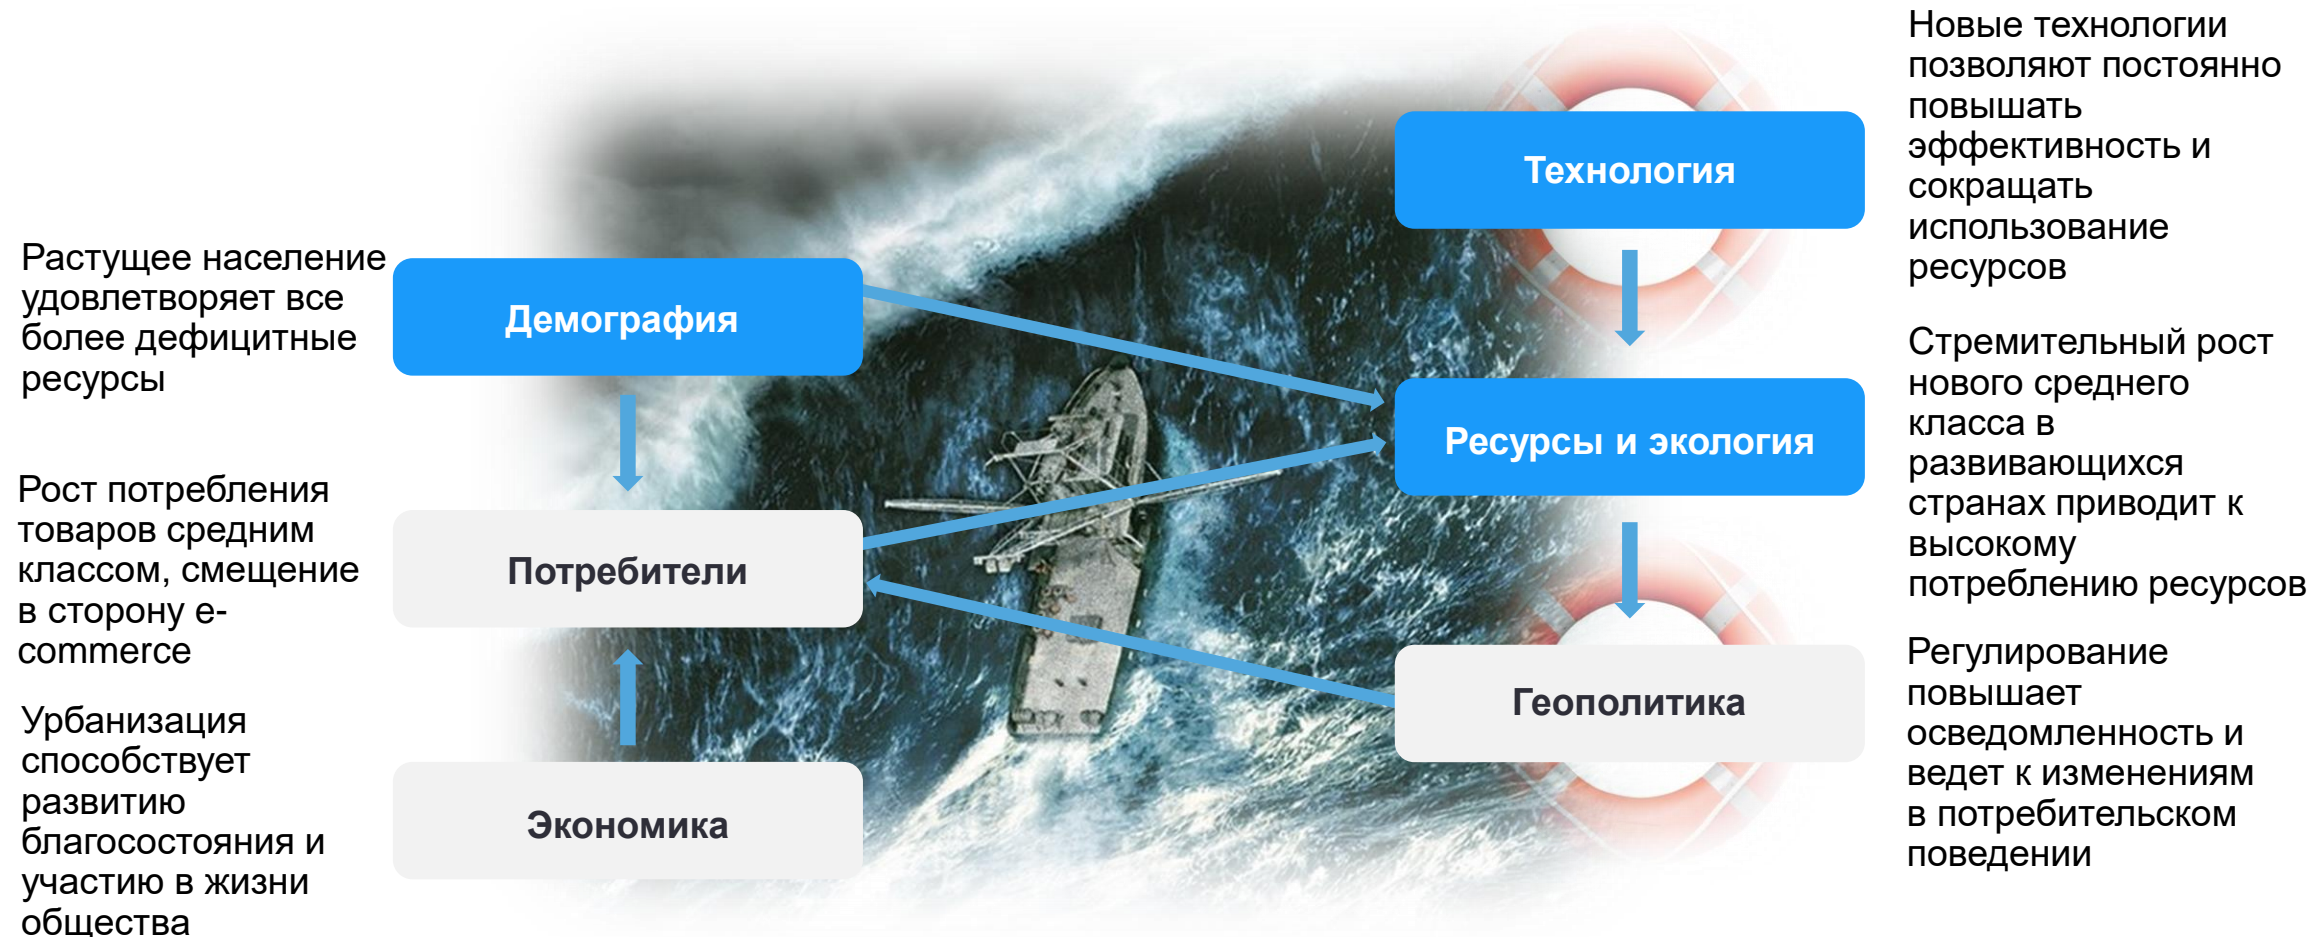 Растущее население
удовлетворяет все
более дефицитные
ресурсы
Рост потребления
товаров средним
классом, смещение
в сторону e-
commerce
Урбанизация
способствует
развитию
благосостояния и
участию в жизни
общества
Демография
Потребители
Экономика
Технология
Ресурсы и экология
Геополитика
Новые технологии
позволяют постоянно
повышать
эффективность и
сокращать
использование
ресурсов
Стремительный рост
нового среднего
класса в
развивающихся
странах приводит к
высокому
потреблению ресурсов
Регулирование
повышает
осведомленность и
ведет к изменениям
в потребительском
поведении